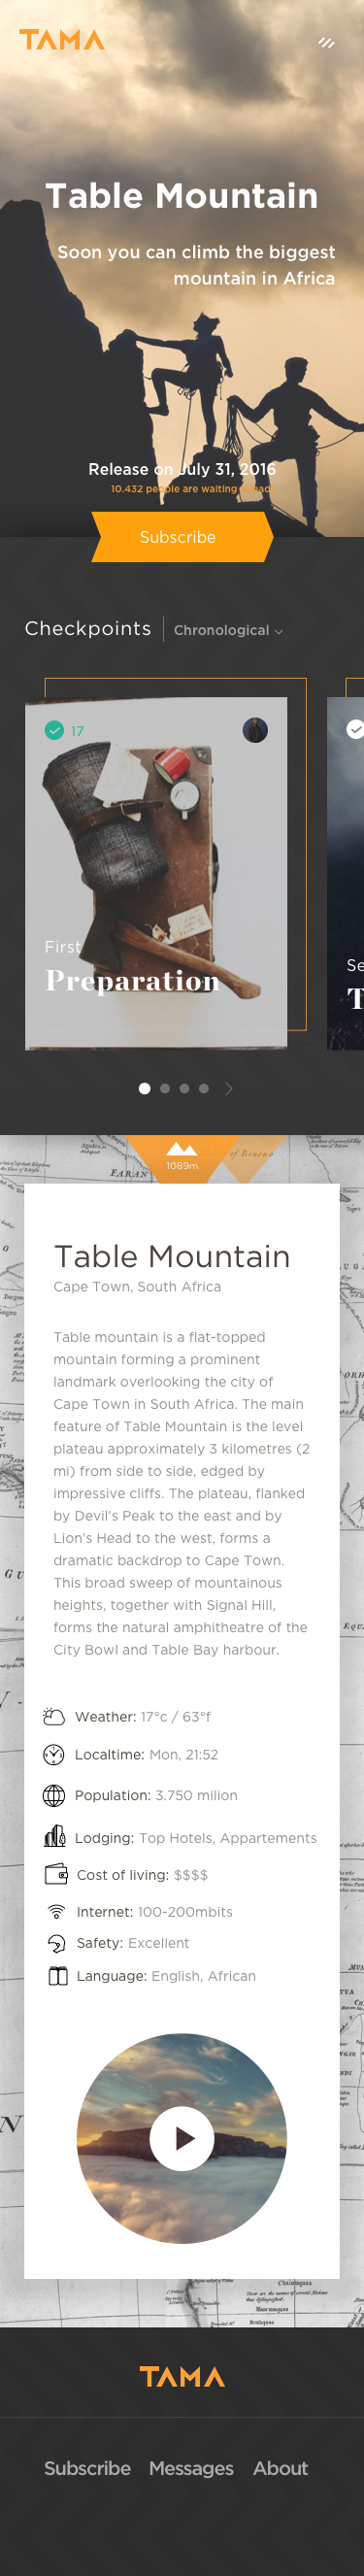 TAMA
Table Mountain
Soon you can climb the biggest
mountain in Africa
Release on July 31, 2016
10.432 people are waiting
Subscribe
Checkpoints
Chronological
17
First
Preparation
Se
T
FRAN
of Bourne
1089m
Table Mountain
Cape Town, South Africa
Table mountain is a flat-topped
mountain forming a prominent
landmark overlooking the city of
Cape Town in South Africa. The main
feature of Table Mountain is the level
plateau approximately 3 kilometres (2
mi) from side to side, edged by
impressive cliffs. The plateau, flanked
by Devil's Peak to the east and by
Lion's Head to the west, forms a
dramatic backdrop to Cape Town.
This broad sweep of mountainous
heights, together with Signal Hill,
forms the natural amphitheatre of the
City Bowl and Table Bay harbour.
Weather: 17°c / 63°f
Localtime: Mon, 21:52
Population: 3.750 milion
Lodging: Top Hotels, Appartements
Cost of living: $$$$
Internet: 100-200mbits
Safety: Excellent
Language: English, African
TAMA
Subscribe Messages About